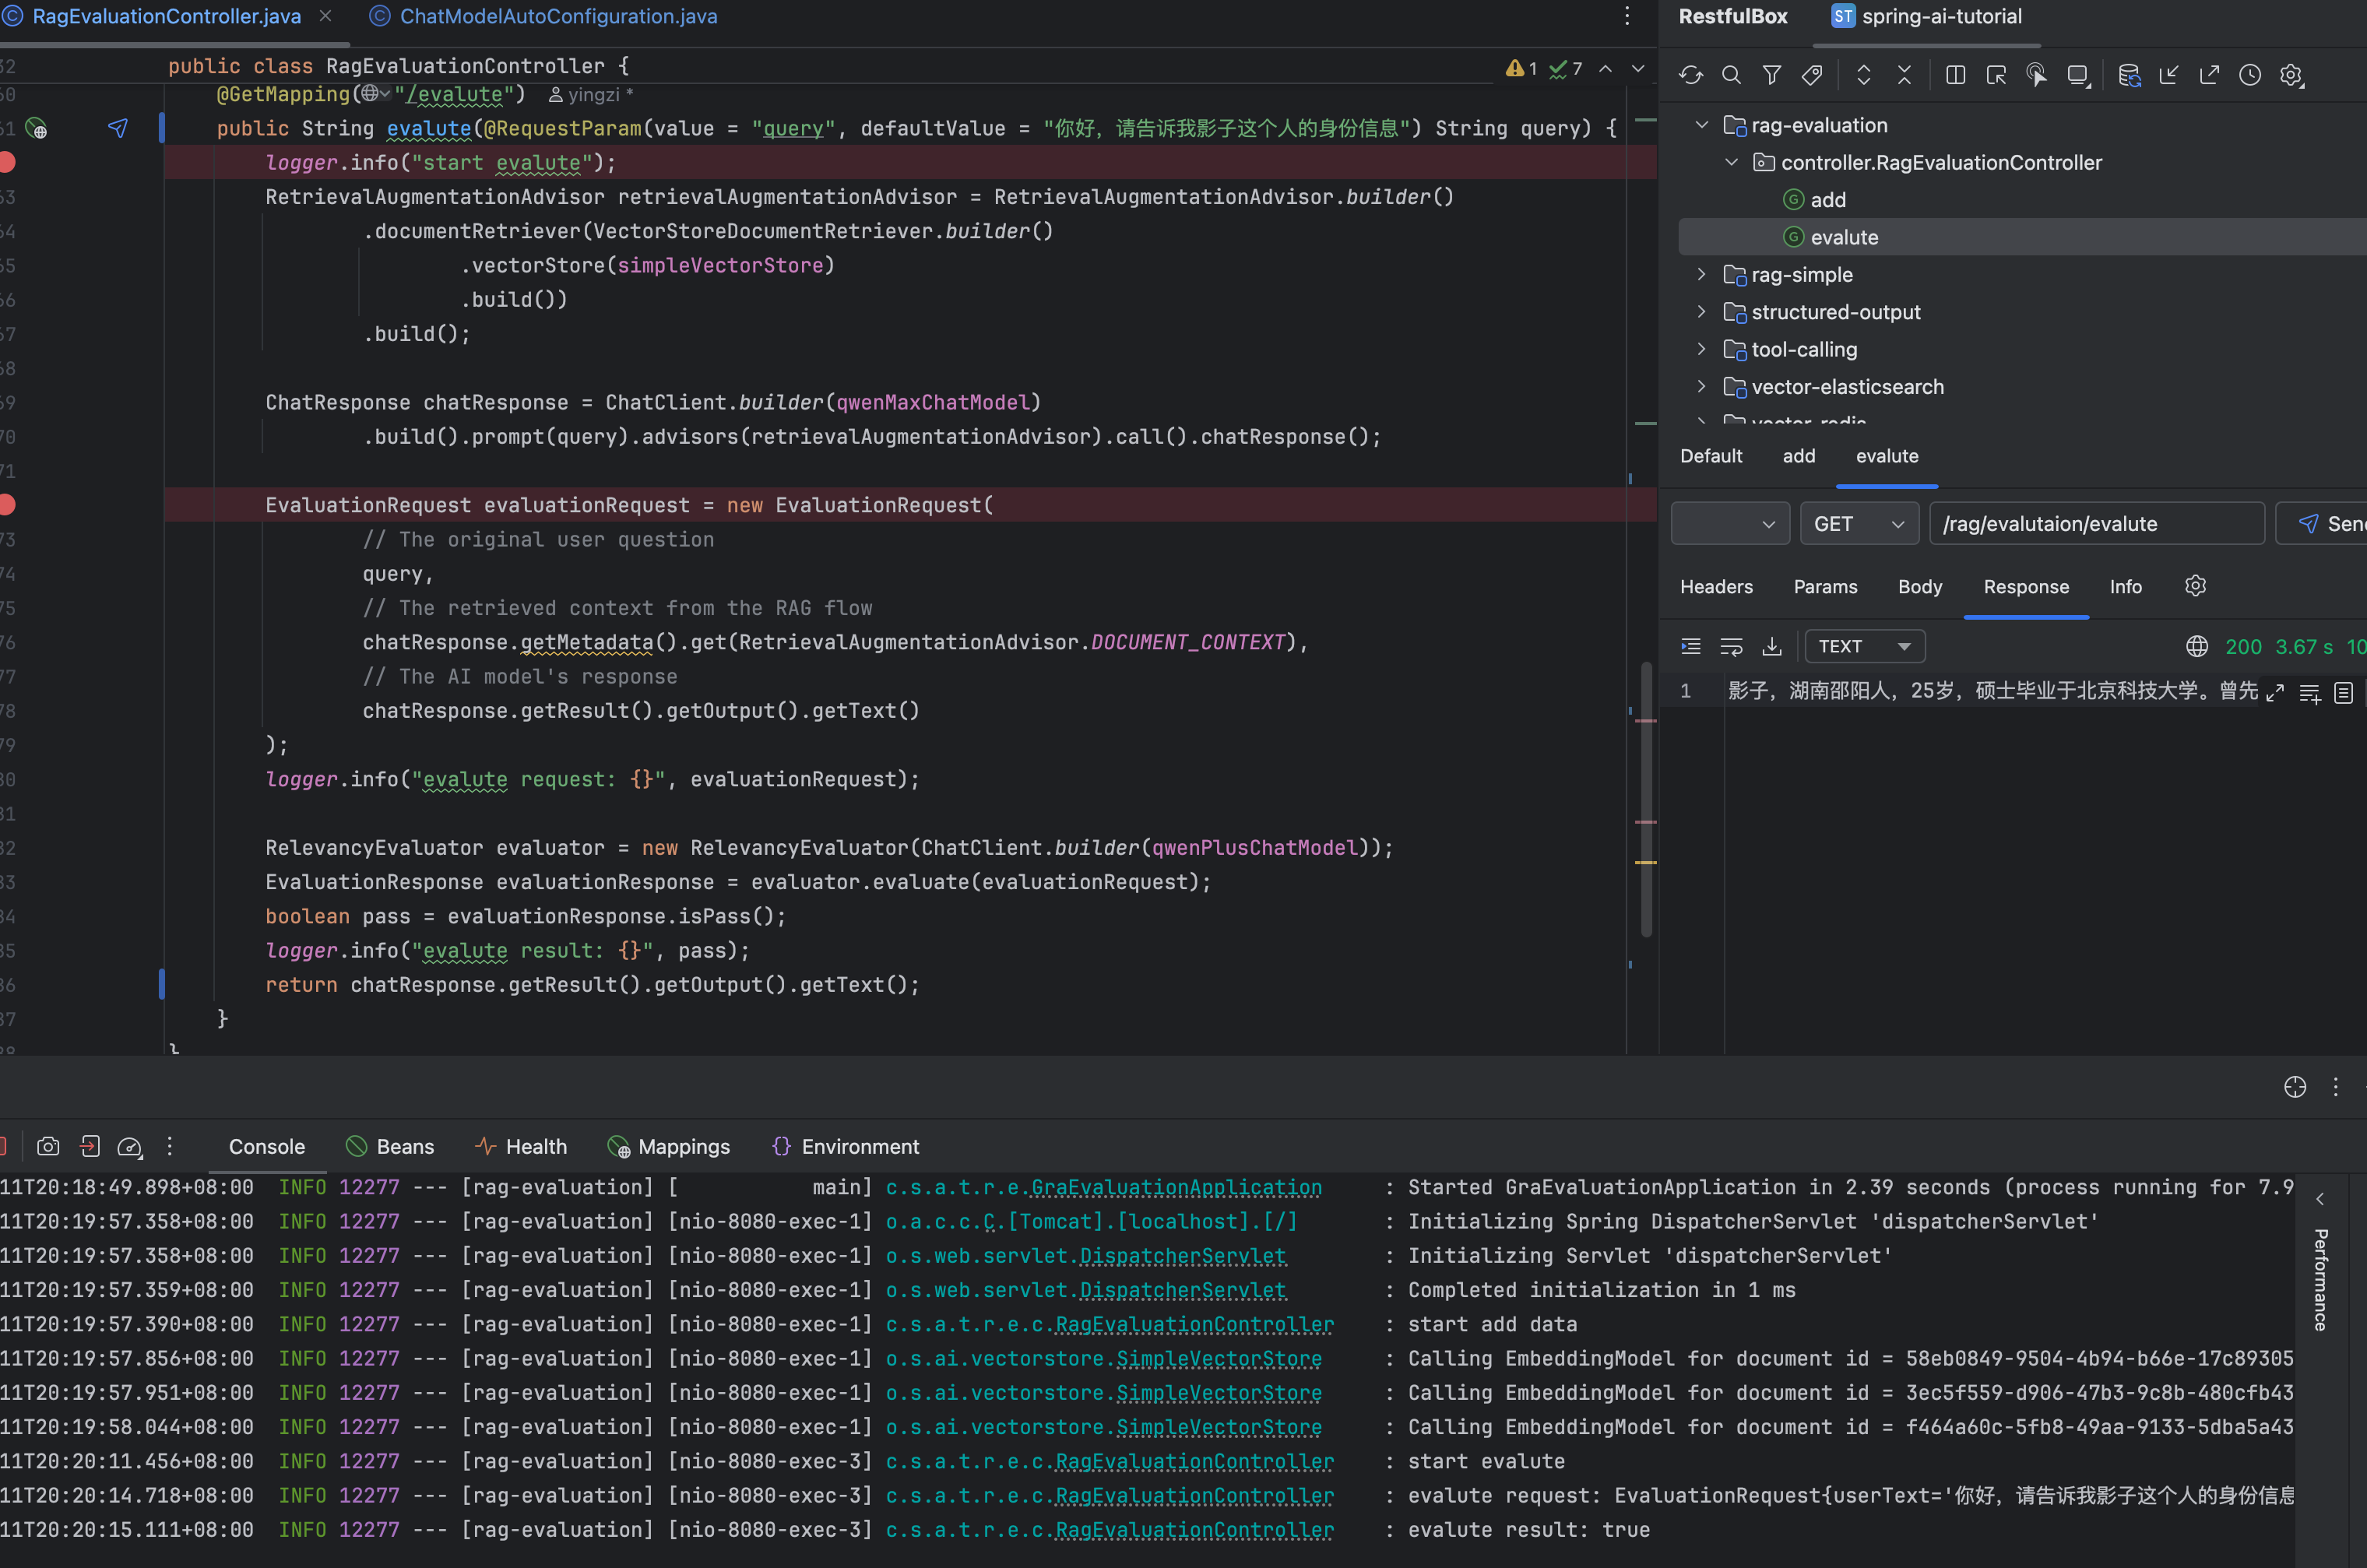 RagEvaluationController.java
ChatModelAutoConfiguration.java
32 public class RagEvaluationController {
1 7
60 @GetMapping("/evalute") yingzi *
61 public String evalute(@RequestParam(value = "query", defaultValue = "你好，请告诉我影子这个人的身份信息") String query) {
logger.info("start evalute");
63 RetrievalAugmentationAdvisor retrievalAugmentationAdvisor = RetrievalAugmentationAdvisor.builder()
64 .documentRetriever(VectorStoreDocumentRetriever.builder()
65 .vectorStore(simpleVectorStore)
66 .build())
67 .build();
68
69 ChatResponse chatResponse = ChatClient.builder(qwenMaxChatModel)
70 .build().prompt(query).advisors(retrievalAugmentationAdvisor).call().chatResponse();
71
EvaluationRequest evaluationRequest = new EvaluationRequest(
73 // The original user question
74 query,
75 // The retrieved context from the RAG flow
76 chatResponse.getMetadata().get(RetrievalAugmentationAdvisor.DOCUMENT_CONTEXT),
77 // The AI model's response
78 chatResponse.getResult().getOutput().getText()
79 );
80 logger.info("evalute request: {}", evaluationRequest);
81
82 RelevancyEvaluator evaluator = new RelevancyEvaluator(ChatClient.builder(qwenPlusChatModel));
83 EvaluationResponse evaluationResponse = evaluator.evaluate(evaluationRequest);
84 boolean pass = evaluationResponse.isPass();
85 logger.info("evalute result: {}", pass);
86 return chatResponse.getResult().getOutput().getText();
87 }
88 }
RestfulBox
ST spring-ai-tutorial
rag-evaluation
controller.RagEvaluationController
G add
G evalute
rag-simple
structured-output
tool-calling
vector-elasticsearch
vector-redis
Default add evalute
GET /rag/evalutaion/evalute Send
Headers Params Body Response Info
TEXT 200 3.67 s 10
1 影子，湖南邵阳人，25岁，硕士毕业于北京科技大学。曾先
Console Beans Health Mappings Environment
11T20:18:49.898+08:00 INFO 12277 --- [rag-evaluation] [ main] c.s.a.t.r.e.GraEvaluationApplication : Started GraEvaluationApplication in 2.39 seconds (process running for 7.9
11T20:19:57.358+08:00 INFO 12277 --- [rag-evaluation] [nio-8080-exec-1] o.a.c.c.C.[Tomcat].[localhost].[/] : Initializing Spring DispatcherServlet 'dispatcherServlet'
11T20:19:57.358+08:00 INFO 12277 --- [rag-evaluation] [nio-8080-exec-1] o.s.web.servlet.DispatcherServlet : Initializing Servlet 'dispatcherServlet'
11T20:19:57.359+08:00 INFO 12277 --- [rag-evaluation] [nio-8080-exec-1] o.s.web.servlet.DispatcherServlet : Completed initialization in 1 ms
11T20:19:57.390+08:00 INFO 12277 --- [rag-evaluation] [nio-8080-exec-1] c.s.a.t.r.e.c.RagEvaluationController : start add data
11T20:19:57.856+08:00 INFO 12277 --- [rag-evaluation] [nio-8080-exec-1] o.s.ai.vectorstore.SimpleVectorStore : Calling EmbeddingModel for document id = 58eb0849-9504-4b94-b66e-17c89305
11T20:19:57.951+08:00 INFO 12277 --- [rag-evaluation] [nio-8080-exec-1] o.s.ai.vectorstore.SimpleVectorStore : Calling EmbeddingModel for document id = 3ec5f559-d906-47b3-9c8b-480cfb43
11T20:19:58.044+08:00 INFO 12277 --- [rag-evaluation] [nio-8080-exec-1] o.s.ai.vectorstore.SimpleVectorStore : Calling EmbeddingModel for document id = f464a60c-5fb8-49aa-9133-5dba5a43
11T20:20:11.456+08:00 INFO 12277 --- [rag-evaluation] [nio-8080-exec-3] c.s.a.t.r.e.c.RagEvaluationController : start evalute
11T20:20:14.718+08:00 INFO 12277 --- [rag-evaluation] [nio-8080-exec-3] c.s.a.t.r.e.c.RagEvaluationController : evalute request: EvaluationRequest{userText='你好，请告诉我影子这个人的身份信息
11T20:20:15.111+08:00 INFO 12277 --- [rag-evaluation] [nio-8080-exec-3] c.s.a.t.r.e.c.RagEvaluationController : evalute result: true
Performance